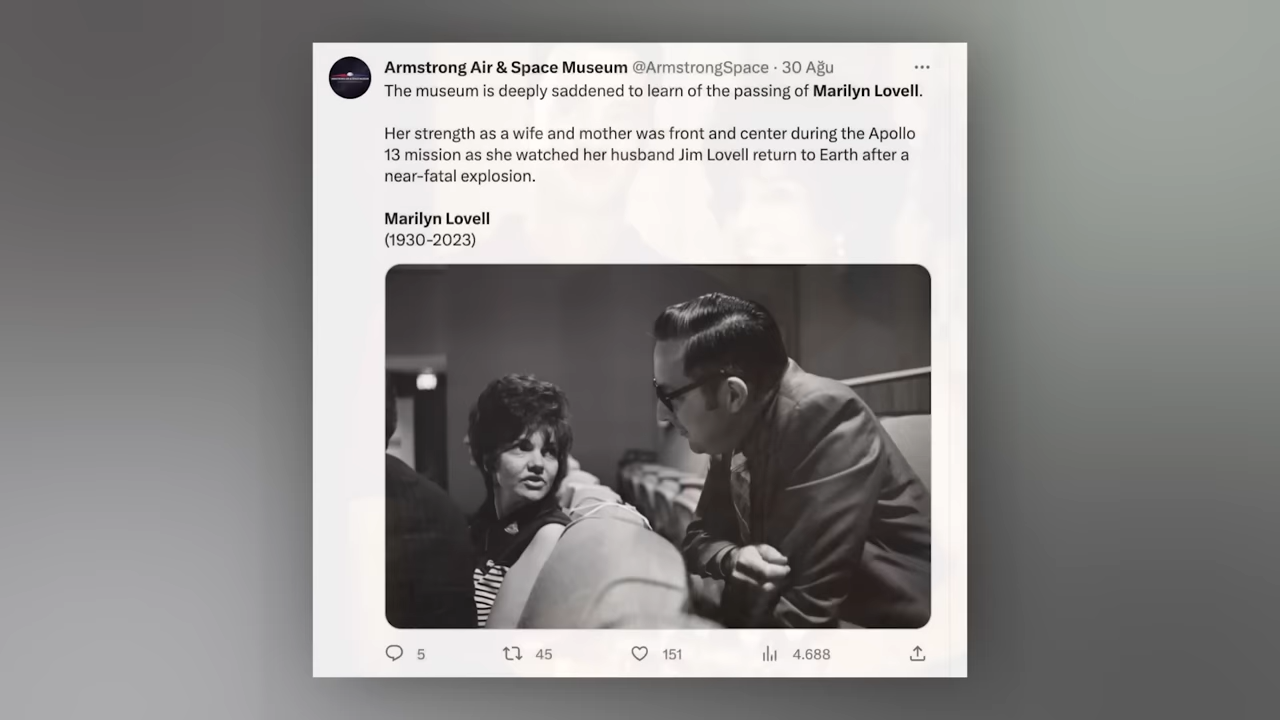 Armstrong Air & Space Museum @ArmstrongSpace · 30 Ağu
The museum is deeply saddened to learn of the passing of Marilyn Lovell.
Her strength as a wife and mother was front and center during the Apollo
13 mission as she watched her husband Jim Lovell return to Earth after a
near-fatal explosion.
Marilyn Lovell
(1930-2023)
5 45 151 4.688